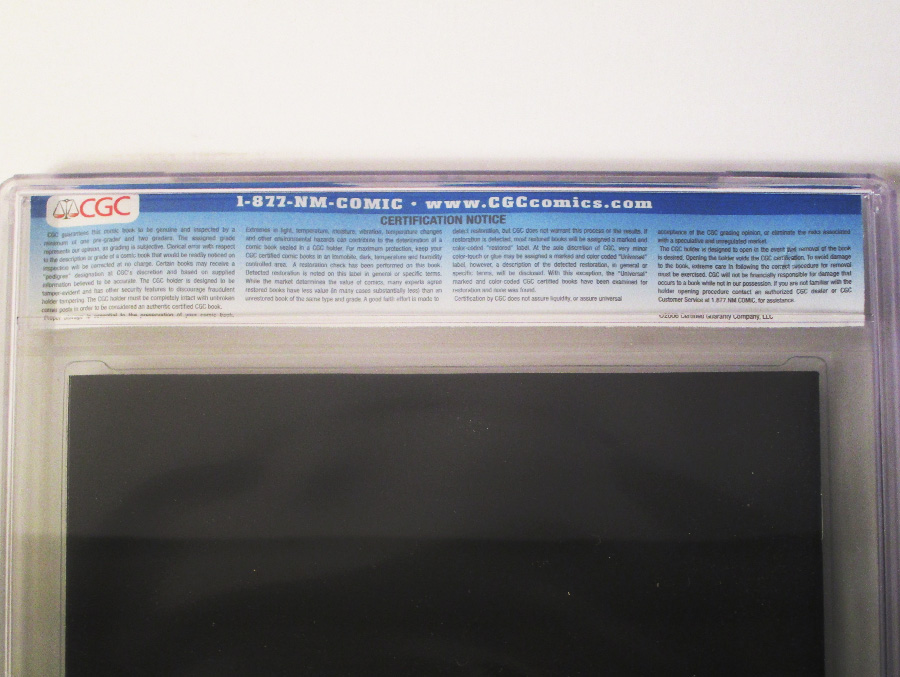 CGC
1-877-NM-COMIC • www.CGCcomics.com
CERTIFICATION NOTICE
CGC guarantees this comic book to be genuine and inspected by a
minimum of one pre-grader and two graders. The assigned grade
represents our opinion, as grading is subjective. Clerical error with respect
to the descriptive or grade of a comic book that would be readily noticed on
inspection will be corrected at no charge. Certain books may receive a
"pedigree" designation at CGC's discretion and based on supplied
information believed to be accurate. The CGC holder is designed to be
tamper-evident and has other security features to discourage fraudulent
holder tampering. The CGC holder must be completely intact with unbroken
corner posts in order to be considered an authentic certified CGC book.
Proper storage is essential to the preservation of your comic book.
Extremes in light, temperature, moisture, vibration, temperature changes
and other environmental hazards can contribute to the deterioration of a
comic book sealed in a CGC holder. For maximum protection, keep your
CGC certified comic books in an immobile, dark, temperature and humidity
controlled area. A restoration check has been performed on this book.
Detected restoration is noted on this label in general or specific terms.
While the market determines the value of comics, many experts agree
restored books have less value (in many cases substantially less) than an
unrestored book of the same type and grade. A good faith effort is made to
detect restoration, but CGC does not warrant this process or the results. If
restoration is detected, most restored books will be assigned a marked and
color-coded "restored" label. At the sole discretion of CGC, very minor
color-touch or glue may be assigned a marked and color coded "Universal"
label, however, a description of the detected restoration, in general or
specific terms, will be disclosed. With this exception, the "Universal"
marked and color-coded CGC certified books have been examined for
restoration and none was found.
Certification by CGC does not assure liquidity, or assure universal
acceptance of the CGC grading opinion, or eliminate the risks associated
with a speculative and unregulated market.
The CGC holder is designed to open in the event that removal of the book
is desired. Opening the holder voids the CGC certification. To avoid damage
to the book, extreme care in following the correct procedure for removal
must be exercised. CGC will not be financially responsible for damage that
occurs to a book while not in our possession. If you are not familiar with the
holder opening procedure contact an authorized CGC dealer or CGC
Customer Service at 1.877.NM.COMIC, for assistance.
Certified Guaranty Company, LLC